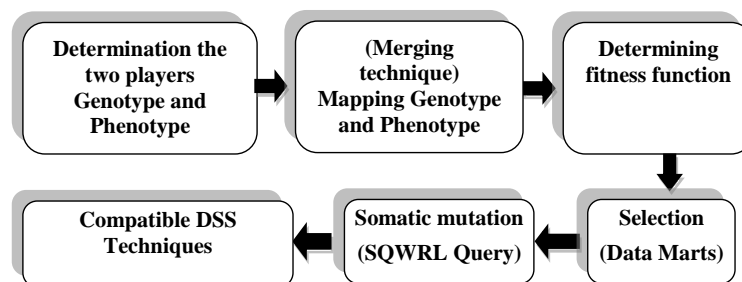 Determination the
two players
Genotype and
Phenotype
(Merging
technique)
Mapping Genotype
and Phenotype
Determining
fitness function
Selection
(Data Marts)
Somatic mutation
(SQWRL Query)
Compatible DSS
Techniques